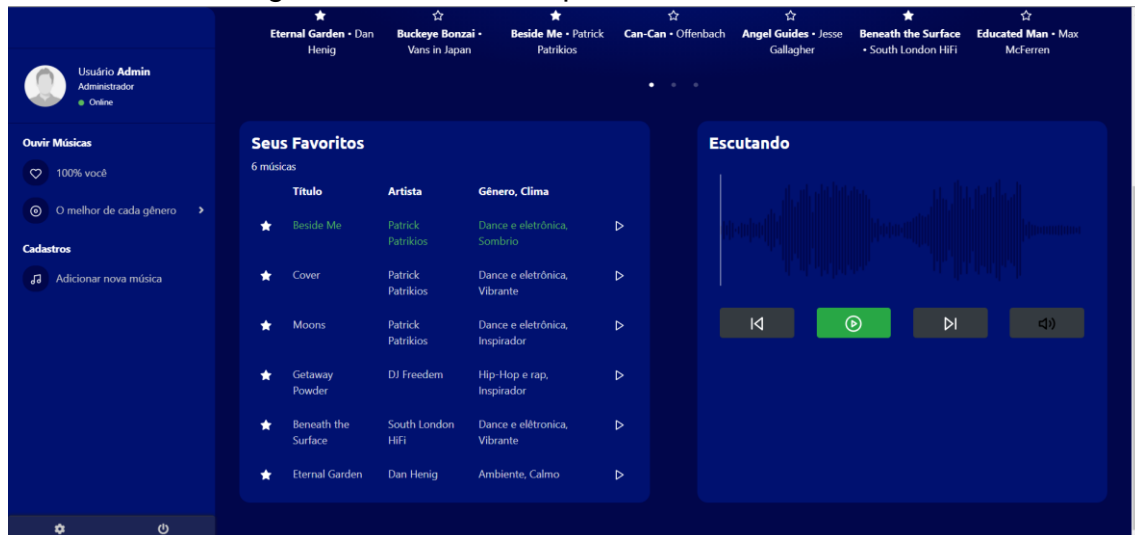 Eternal Garden • Dan
Henig
Buckeye Bonzai •
Vans in Japan
Beside Me • Patrick
Patrikios
Can-Can • Offenbach
Angel Guides • Jesse
Gallagher
Beneath the Surface
• South London HiFi
Educated Man • Max
McFerren
Usuário Admin
Administrador
Online
Ouvir Músicas
100% você
O melhor de cada gênero
Cadastros
Adicionar nova música
Seus Favoritos
6 músicas
Título Artista Gênero, Clima
Beside Me Patrick Dance e eletrônica,
Patrikios Sombrio
Cover Patrick Dance e eletrônica,
Patrikios Vibrante
Moons Patrick Dance e eletrônica,
Patrikios Inspirador
Getaway DJ Freedem Hip-Hop e rap,
Powder Inspirador
Beneath the South London Dance e elêtronica,
Surface HiFi Vibrante
Eternal Garden Dan Henig Ambiente, Calmo
Escutando